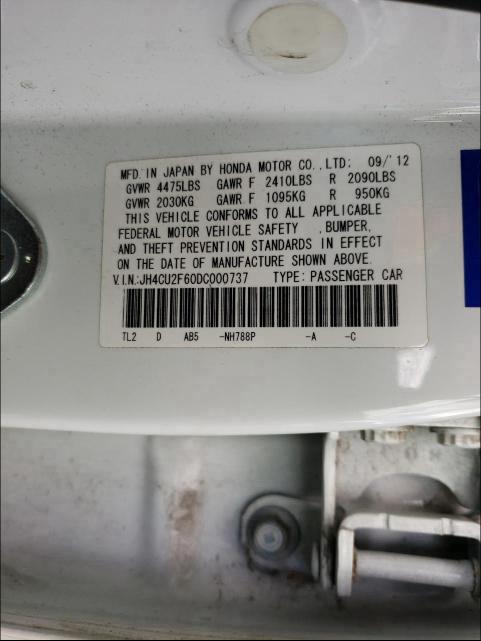 MFD. IN JAPAN BY HONDA MOTOR CO., LTD: 09/'12
GVWR 4475LBS GAWR F 2410LBS R 2090LBS
GVWR 2030KG GAWR F 1095KG R 950KG
THIS VEHICLE CONFORMS TO ALL APPLICABLE
FEDERAL MOTOR VEHICLE SAFETY ,BUMPER,
AND THEFT PREVENTION STANDARDS IN EFFECT
ON THE DATE OF MANUFACTURE SHOWN ABOVE.
V.I.N:JH4CU2F60DC000737 TYPE: PASSENGER CAR
TL2 D AB5 -NH788P -A -C